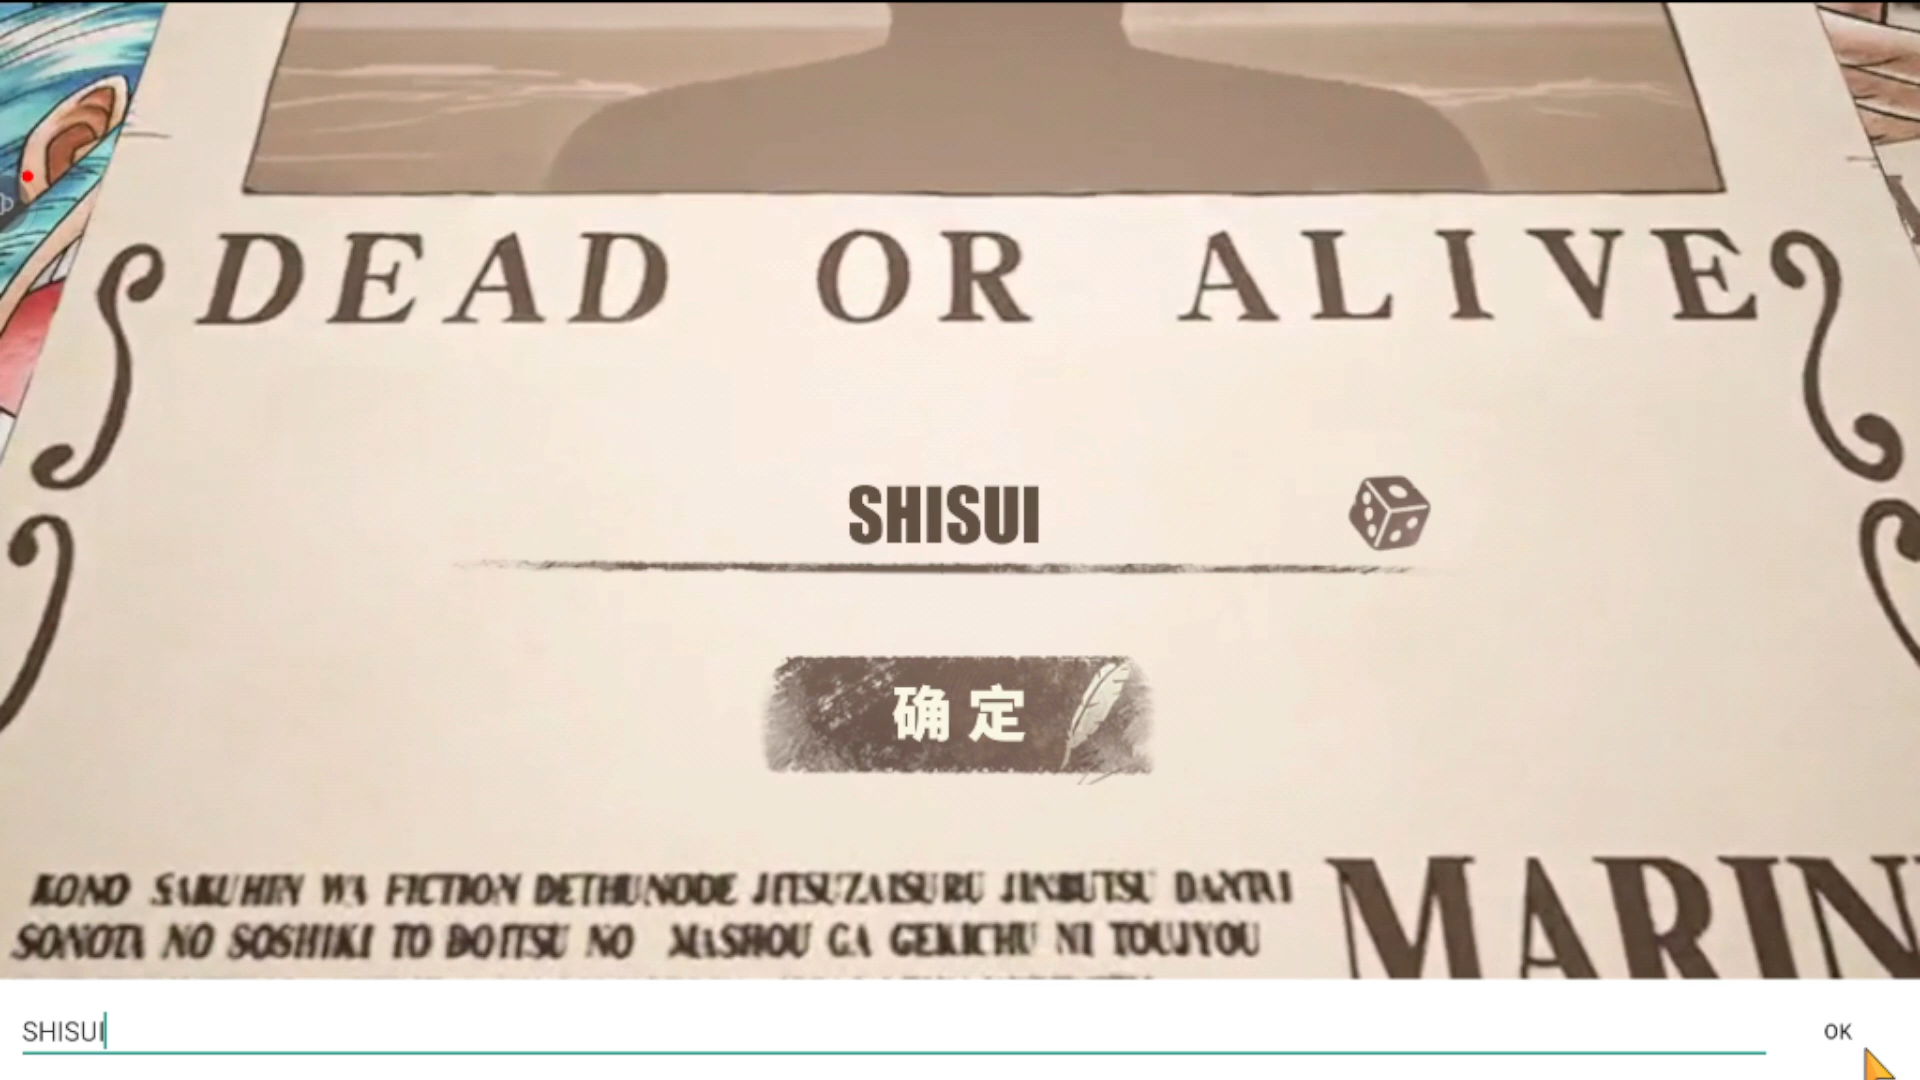 DEAD OR ALIVE
SHISUI
确定
KONO SAKUHIN WA FICTION DETHUNODE JITSUZAISURU JINBUTSU DANTAI
SONOTA NO SOSHIKI TO DOITSU NO MASHOU GA GEKICHU NI TOUJYOU
MARIN
SHISUI
OK